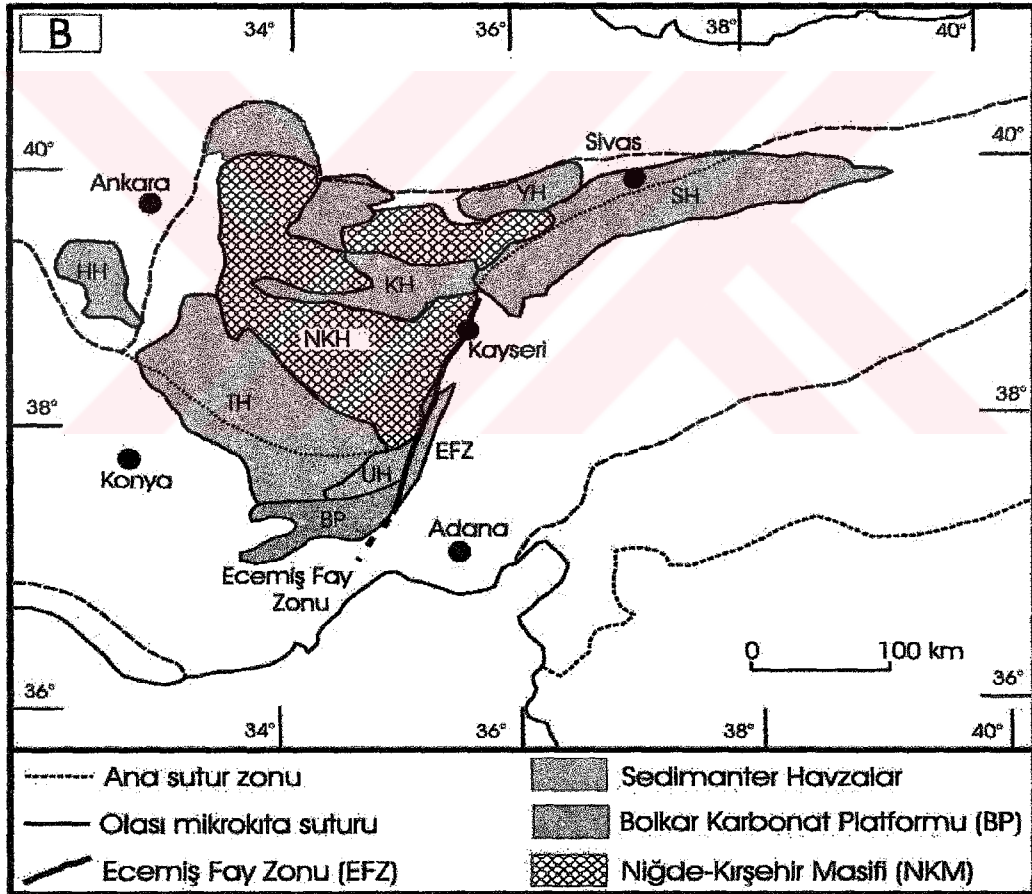 B
34°
36°
38°
40°
40°
40°
Sivas
Ankara
YH
SH
HH
KH
NKH
Kayseri
38°
38°
TH
EFZ
Konya
UH
BP
Adana
Ecemiş Fay
Zonu
0 100 km
36°
36°
34°
36°
38°
40°
Ana sutur zonu
Olası mikrokıta suturu
Ecemiş Fay Zonu (EFZ)
Sedimanter Havzalar
Bolkar Karbonat Platformu (BP)
Niğde-Kırşehir Masifi (NKM)